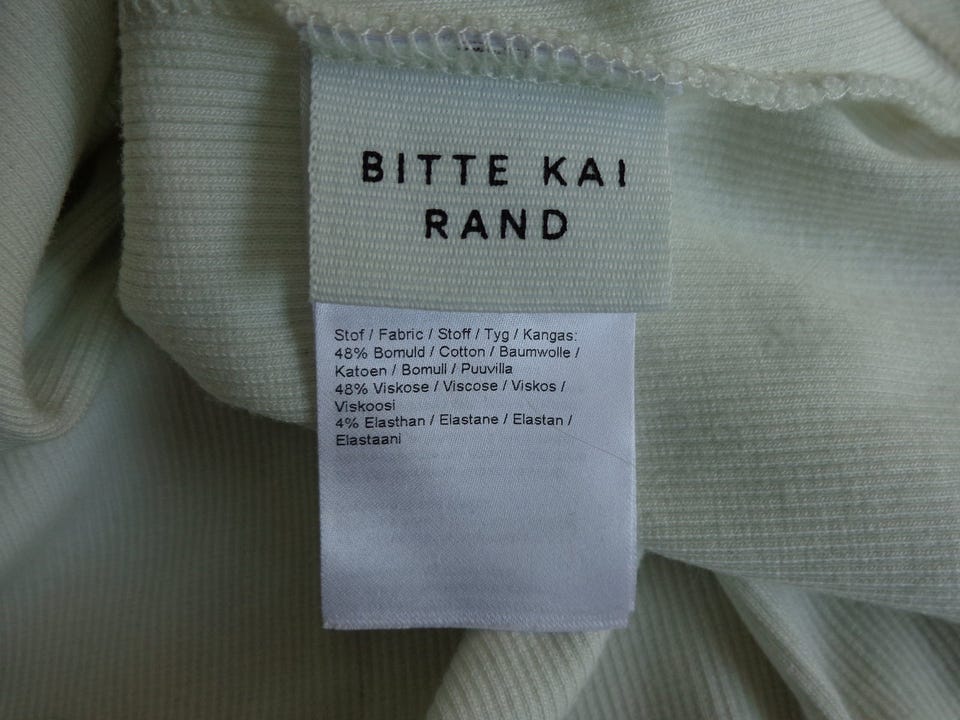 BITTE KAI
RAND
Stof / Fabric / Stoff / Tyg / Kangas:
48% Bomuld / Cotton / Baumwolle /
Katoen / Bomull / Puuvilla
48% Viskose / Viscose / Viskos /
Viskoosi
4% Elasthan / Elastane / Elastan /
Elastaani